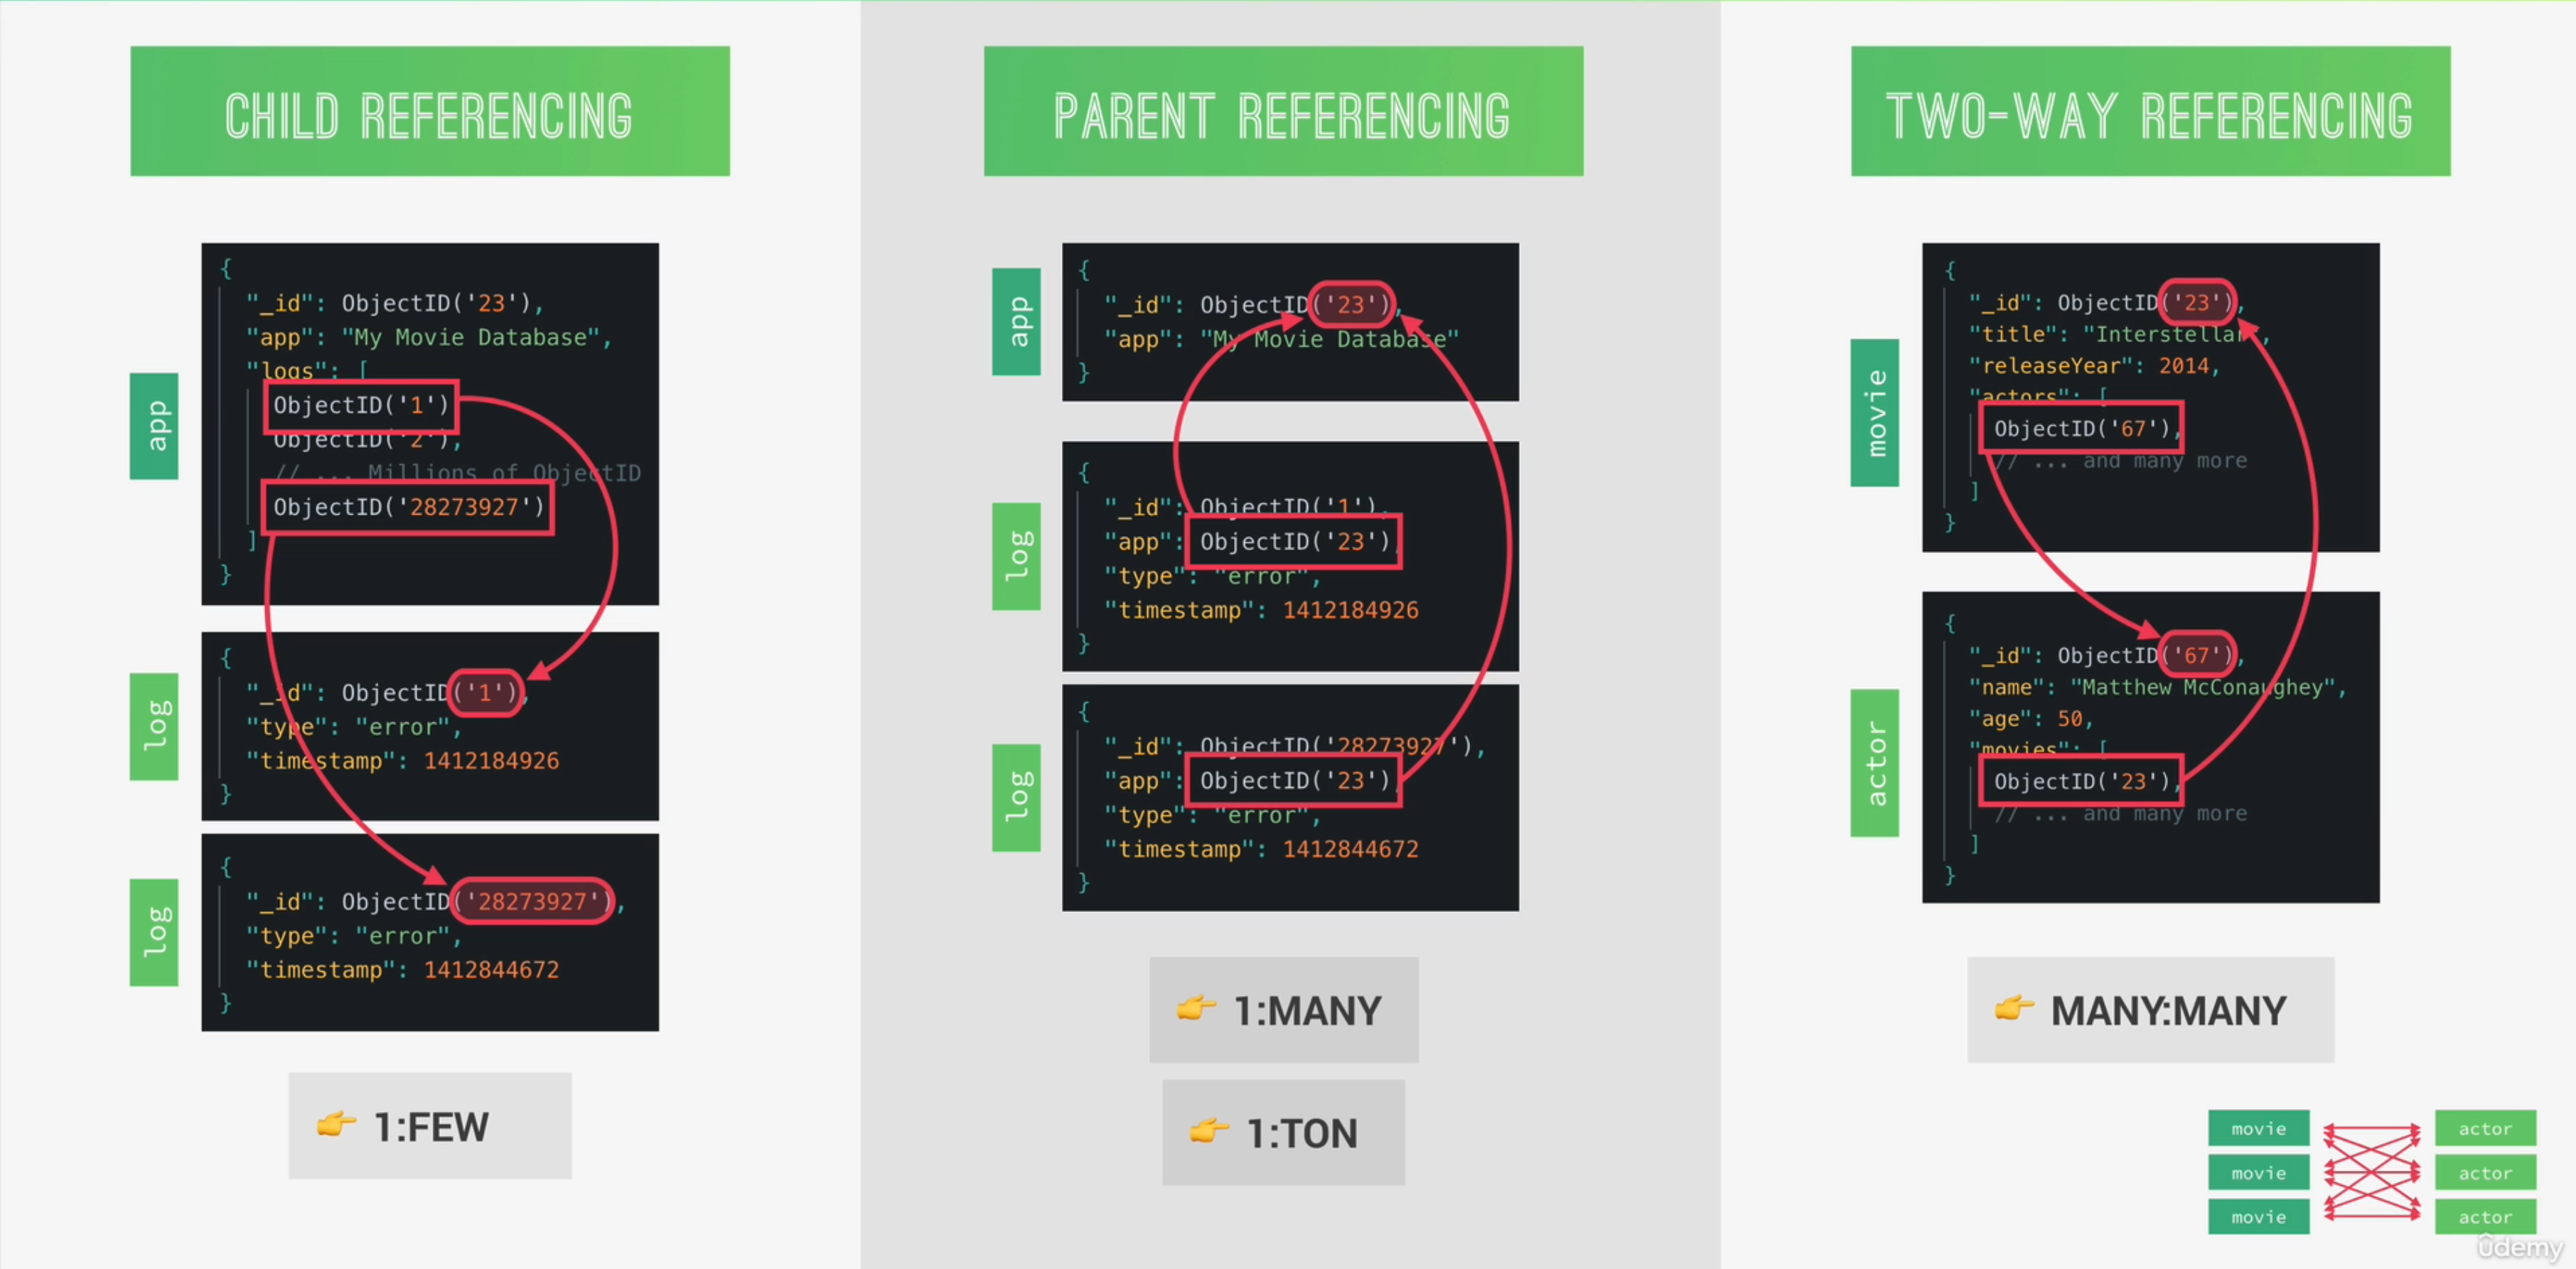 CHILD REFERENCING
app
{
"_id": ObjectID('23'),
"app": "My Movie Database",
"logs": [
ObjectID('1')
ObjectID('2'),
// ... Millions of ObjectID
ObjectID('28273927')
]
}
log
{
"_id": ObjectID('1'),
"type": "error",
"timestamp": 1412184926
}
log
{
"_id": ObjectID('28273927'),
"type": "error",
"timestamp": 1412844672
}
👉 1:FEW
PARENT REFERENCING
app
{
"_id": ObjectID('23'),
"app": "My Movie Database"
}
log
{
"_id": ObjectID('1'),
"app": ObjectID('23'),
"type": "error",
"timestamp": 1412184926
}
log
{
"_id": ObjectID('28273927'),
"app": ObjectID('23'),
"type": "error",
"timestamp": 1412844672
}
👉 1:MANY
👉 1:TON
TWO-WAY REFERENCING
movie
{
"_id": ObjectID('23'),
"title": "Interstellar",
"releaseYear": 2014,
"actors": [
ObjectID('67'),
// ... and many more
]
}
actor
{
"_id": ObjectID('67'),
"name": "Matthew McConaughey",
"age": 50,
"movies": [
ObjectID('23'),
// ... and many more
]
}
👉 MANY:MANY
movie actor
movie actor
movie actor
ûdemy